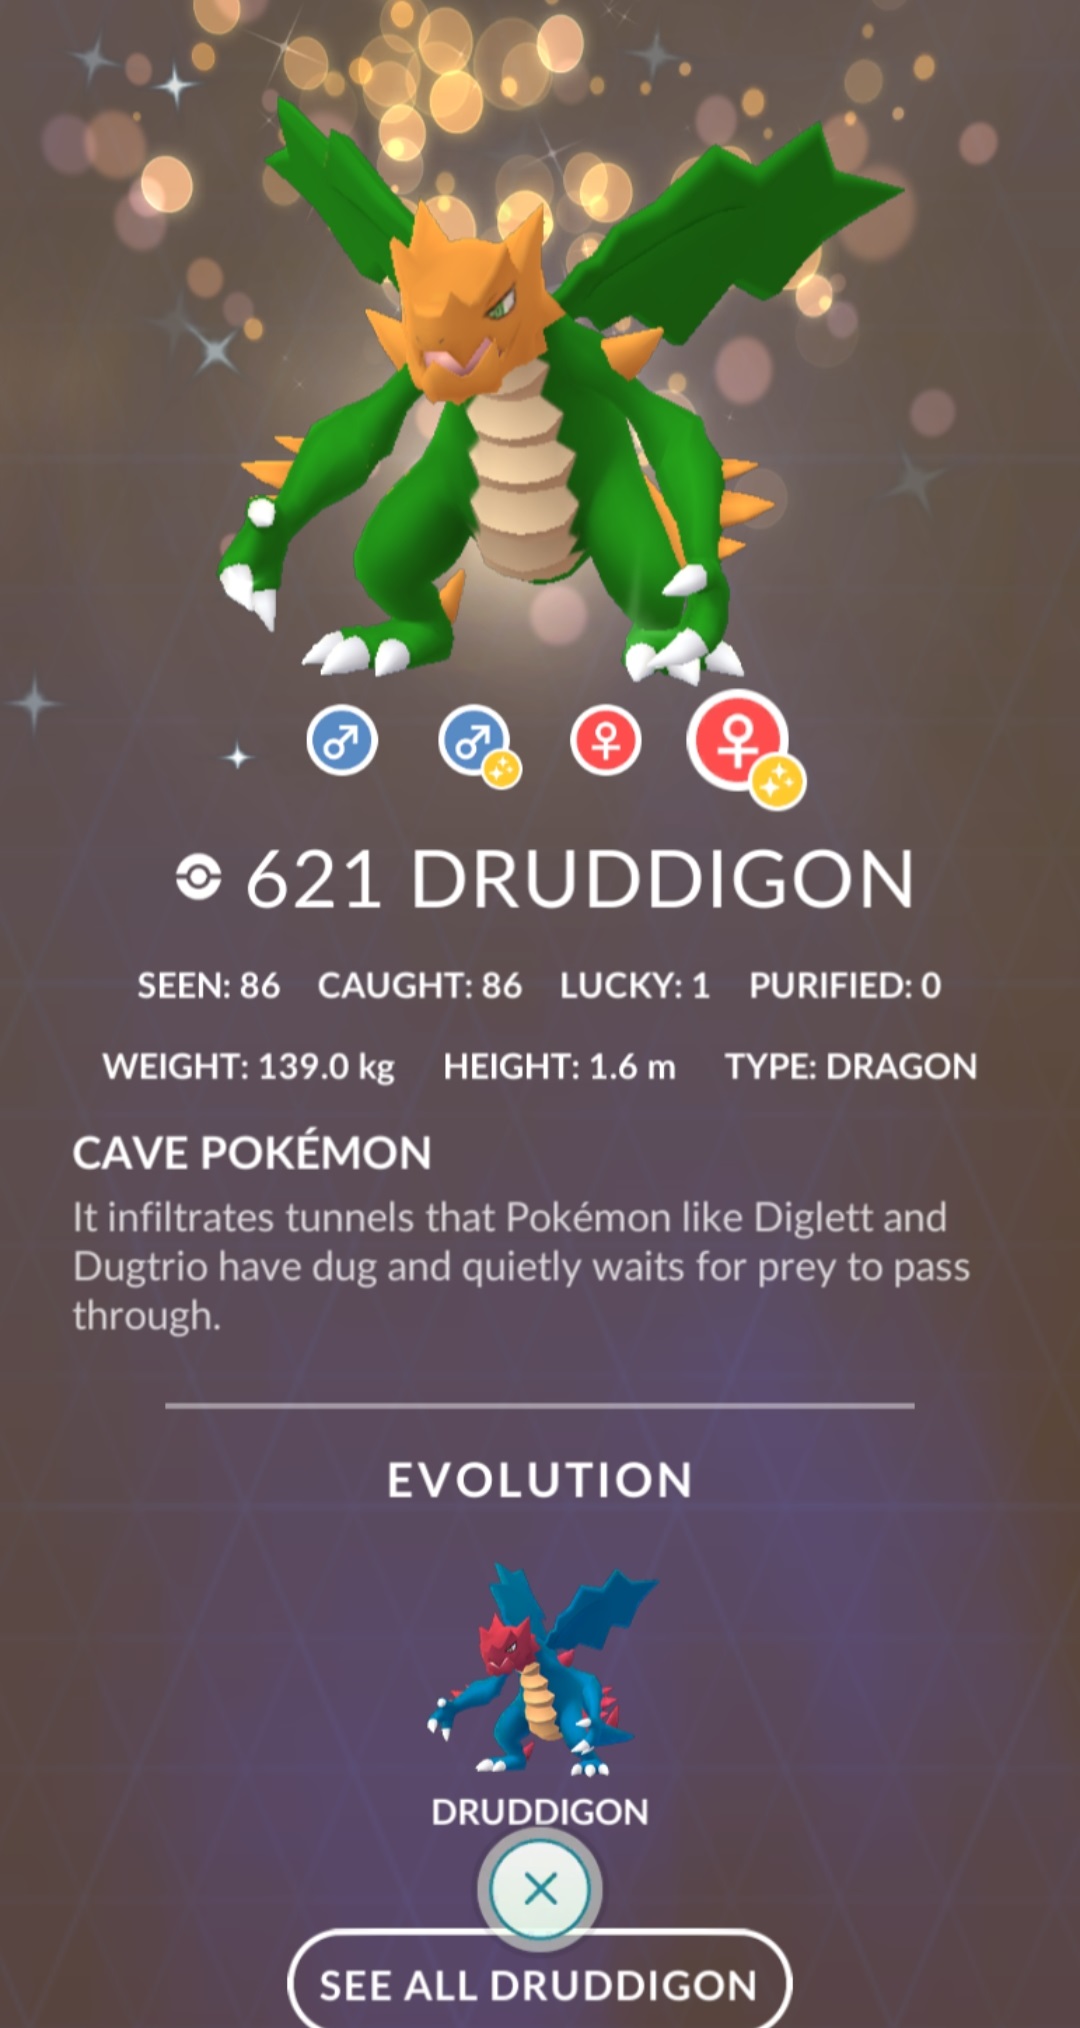 621 DRUDDIGON
SEEN: 86 CAUGHT: 86 LUCKY: 1 PURIFIED: 0
WEIGHT: 139.0 kg HEIGHT: 1.6 m TYPE: DRAGON
CAVE POKÉMON
It infiltrates tunnels that Pokémon like Diglett and
Dugtrio have dug and quietly waits for prey to pass
through.
EVOLUTION
DRUDDIGON
SEE ALL DRUDDIGON